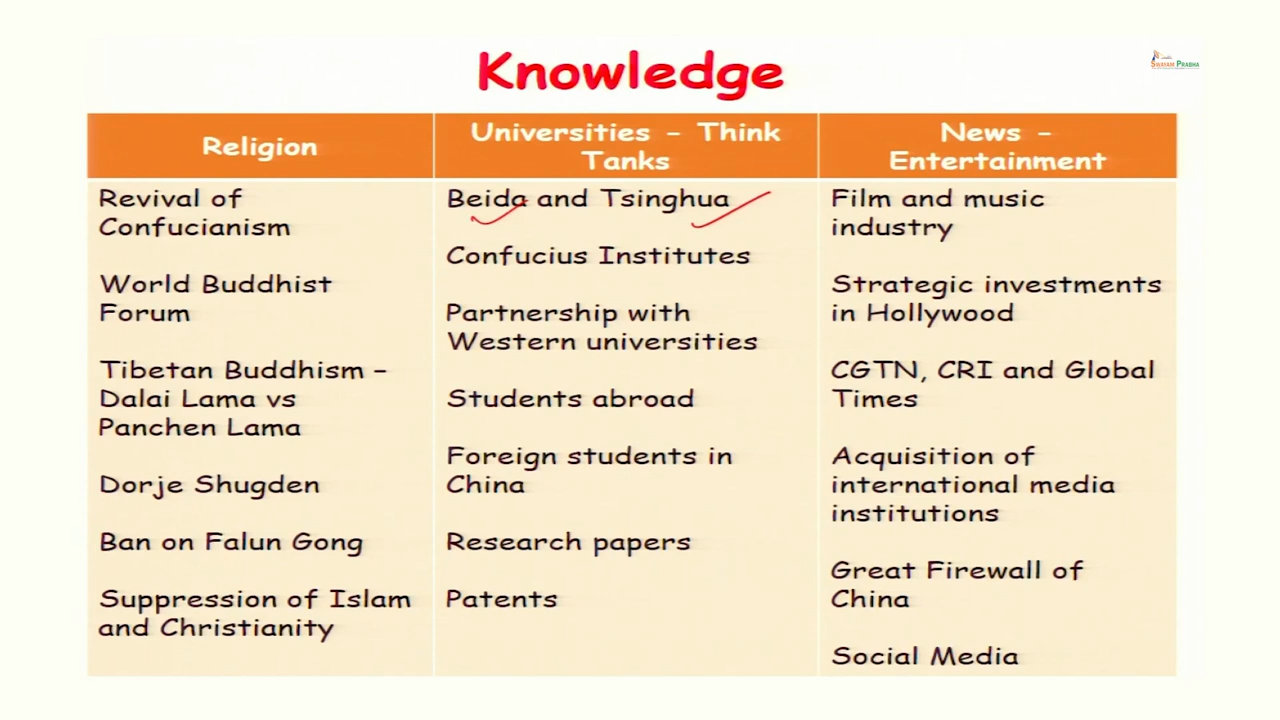 Knowledge
SWAYAM PRABHA
Religion
Universities - Think
Tanks
News -
Entertainment
Revival of
Confucianism
World Buddhist
Forum
Tibetan Buddhism –
Dalai Lama vs
Panchen Lama
Dorje Shugden
Ban on Falun Gong
Suppression of Islam
and Christianity
Beida and Tsinghua
Confucius Institutes
Partnership with
Western universities
Students abroad
Foreign students in
China
Research papers
Patents
Film and music
industry
Strategic investments
in Hollywood
CGTN, CRI and Global
Times
Acquisition of
international media
institutions
Great Firewall of
China
Social Media